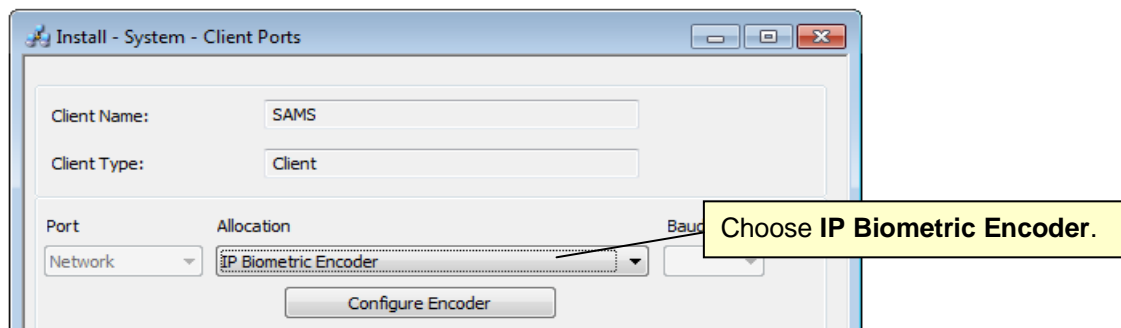 Install - System - Client Ports
Client Name: SAMS
Client Type: Client
Port Allocation Baud
Choose IP Biometric Encoder.
Network IP Biometric Encoder
Configure Encoder